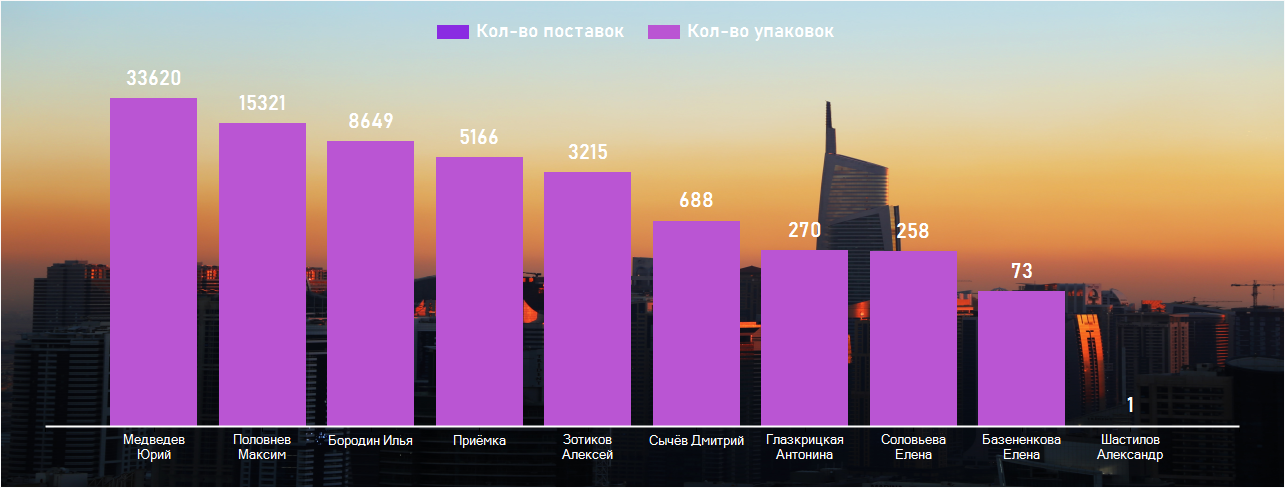 Кол-во поставок Кол-во упаковок
33620
15321
8649
5166
3215
688
270
258
73
1
Медведев
Юрий
Половнев
Максим
Бородин Илья
Приёмка
Зотиков
Алексей
Сычёв Дмитрий
Глазкрицкая
Антонина
Соловьева
Елена
Базененкова
Елена
Шастилов
Александр